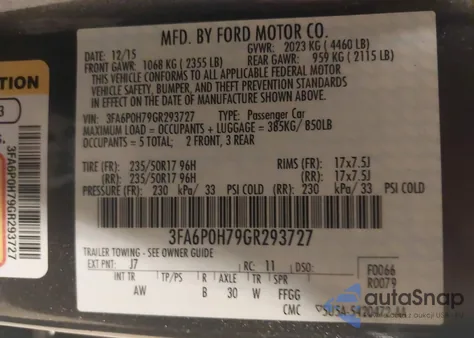 MFD. BY FORD MOTOR CO.
DATE: 12/15 GVWR: 2023 KG ( 4460 LB)
FRONT GAWR: 1068 KG ( 2355 LB) REAR GAWR: 959 KG ( 2115 LB)
THIS VEHICLE CONFORMS TO ALL APPLICABLE FEDERAL MOTOR
VEHICLE SAFETY, BUMPER, AND THEFT PREVENTION STANDARDS
IN EFFECT ON THE DATE OF MANUFACTURE SHOWN ABOVE.
VIN: 3FA6P0H79GR293727 TYPE: Passenger Car
MAXIMUM LOAD = OCCUPANTS + LUGGAGE = 385KG/ 850LB
OCCUPANTS = 5 TOTAL; 2 FRONT, 3 REAR
TIRE (FR): 235/50R17 96H RIMS (FR): 17x7.5J
(RR): 235/50R17 96H (RR): 17x7.5J
PRESSURE (FR): 230 kPa/ 33 PSI COLD (RR): 230 kPa/ 33 PSI COLD
3FA6P0H79GR293727
TRAILER TOWING - SEE OWNER GUIDE
EXT PNT: J7 RC: 11 DSO: F0066
R0079
INT TR TP/PS R AXLE TR SPR
AW B 30 W FFGG
CMC
autoSnap
3FA6P0H79GR293727